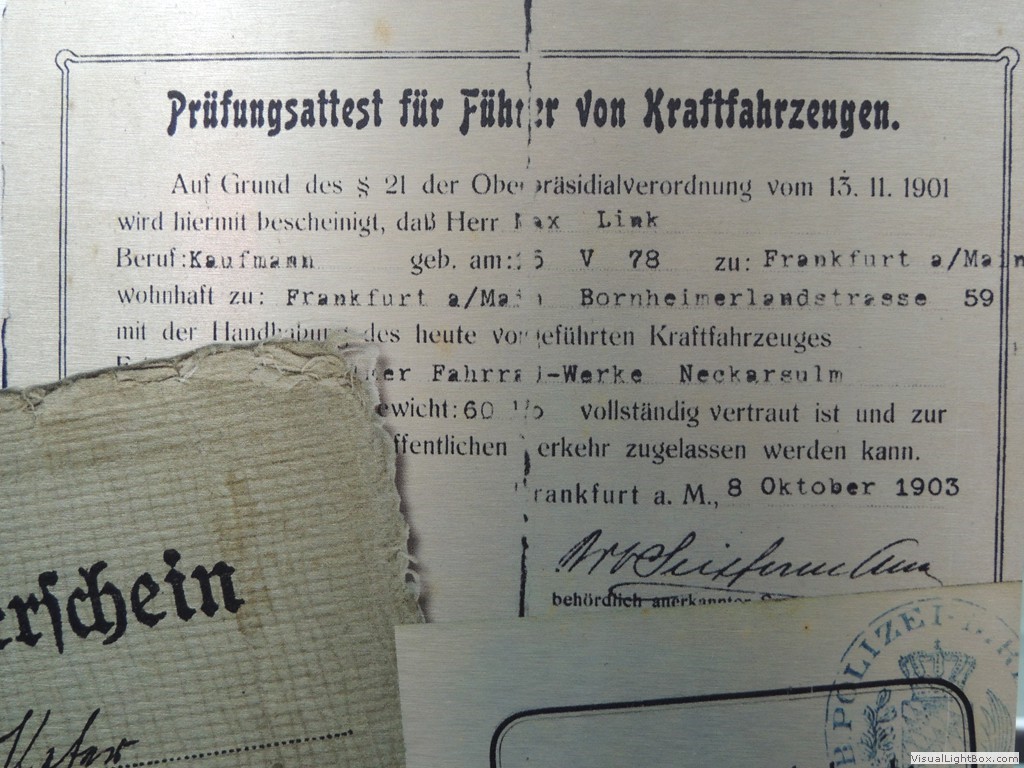 Prüfungsattest für Führer von Kraftfahrzeugen.
Auf Grund des § 21 der Oberpräsidialverordnung vom 13. 11. 1901
wird hiermit bescheinigt, daß Herr Max Link
Beruf: Kaufmann geb. am: V 78 zu: Frankfurt a/Main
wohnhaft zu: Frankfurt a/Main Bornheimerlandstrasse 59
mit der Handhabung des heute vorgeführten Kraftfahrzeuges
mer Fahrrad-Werke Neckarsulm
ewicht: 60 vollständig vertraut ist und zur
ffentlichen Verkehr zugelassen werden kann.
Frankfurt a. M., 8 Oktober 1903
behördlich anerkannter
erschein
POLIZEI
VisualLightBox.com